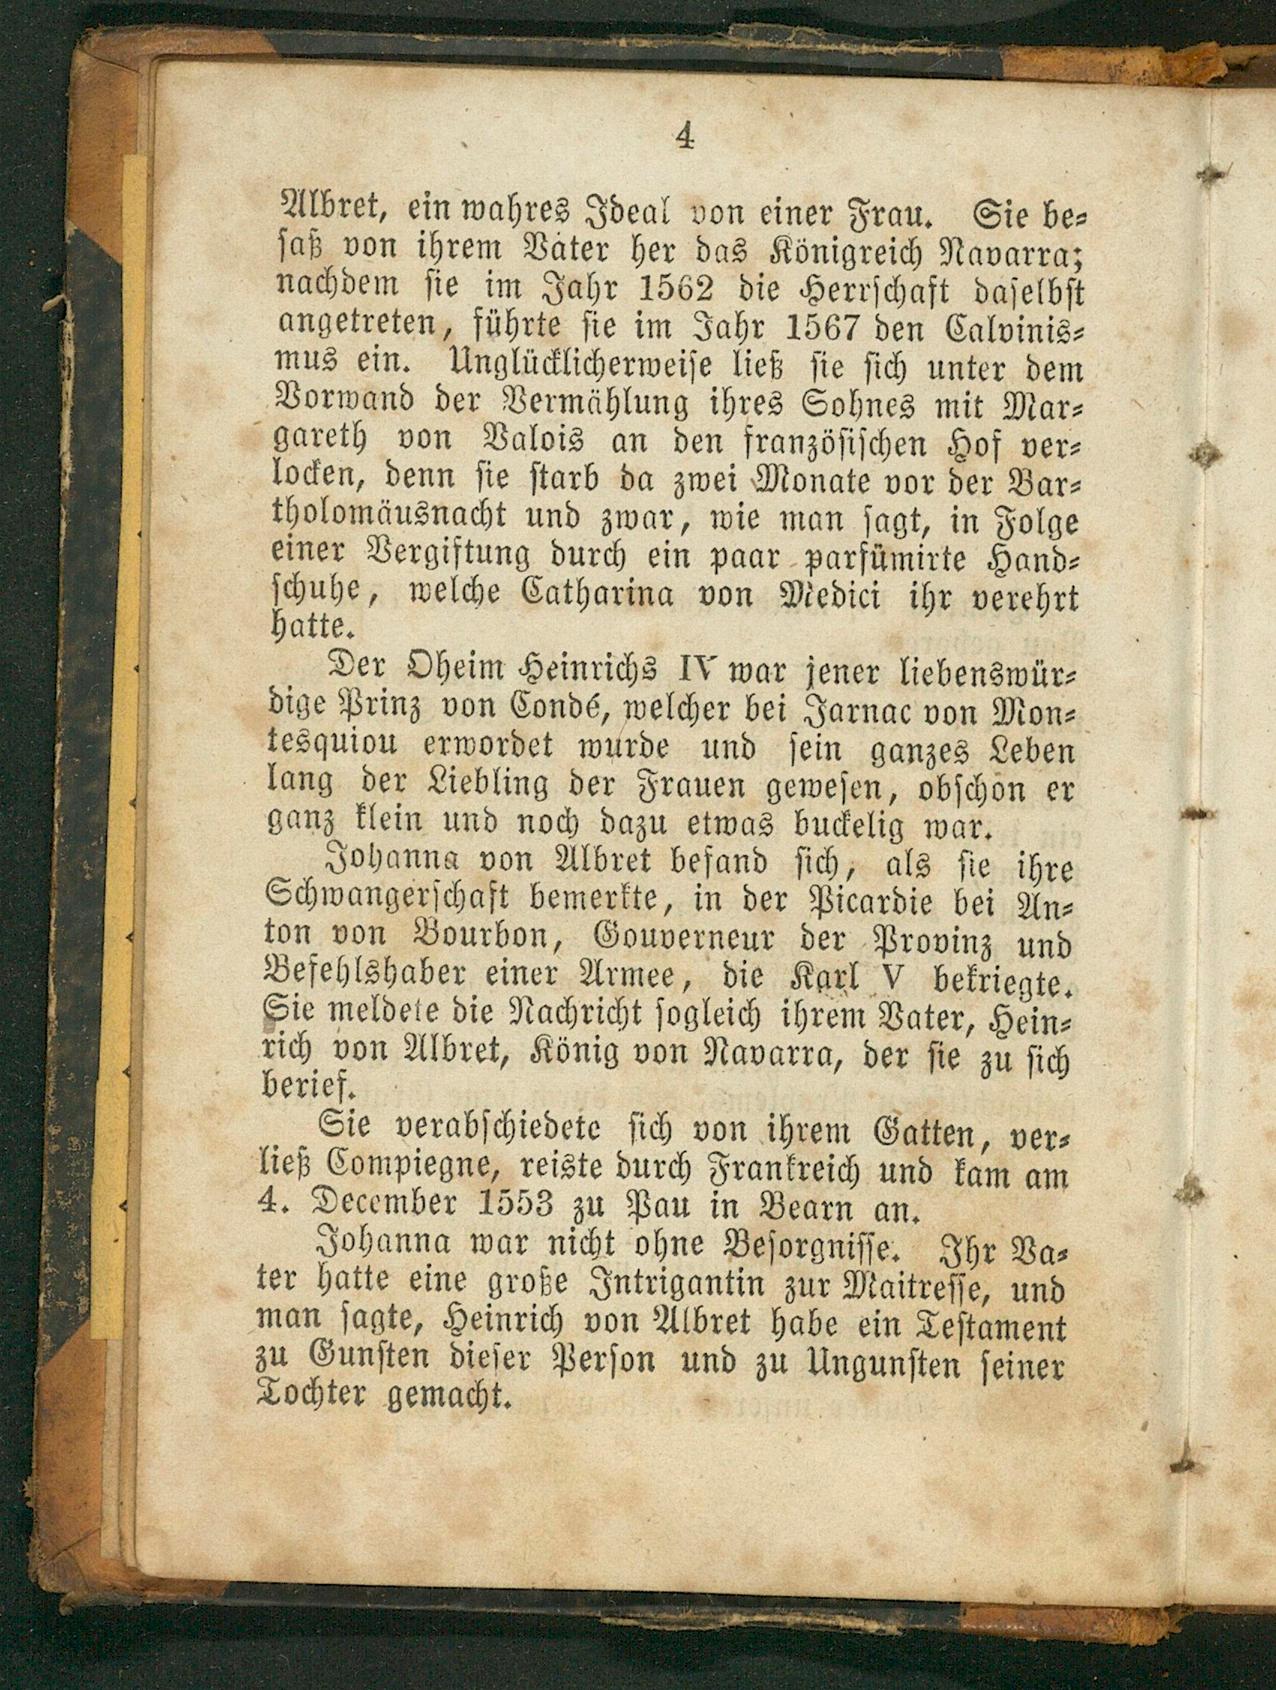 4
Albret, ein wahres Ideal von einer Frau. Sie be-
saß von ihrem Vater her das Königreich Navarra;
nachdem sie im Jahr 1562 die Herrschaft daselbst
angetreten, führte sie im Jahr 1567 den Calvinis-
mus ein. Unglücklicherweise ließ sie sich unter dem
Vorwand der Vermählung ihres Sohnes mit Mar-
gareth von Valois an den französischen Hof ver-
locken, denn sie starb da zwei Monate vor der Bar-
tholomäusnacht und zwar, wie man sagt, in Folge
einer Vergiftung durch ein paar parfümirte Hand-
schuhe, welche Catharina von Medici ihr verehrt
hatte.
Der Oheim Heinrichs IV war jener liebenswür-
dige Prinz von Condé, welcher bei Jarnac von Mon-
tesquiou erwordet wurde und sein ganzes Leben
lang der Liebling der Frauen gewesen, obschon er
ganz klein und noch dazu etwas buckelig war.
Johanna von Albret befand sich, als sie ihre
Schwangerschaft bemerkte, in der Picardie bei An-
ton von Bourbon, Gouverneur der Provinz und
Befehlshaber einer Armee, die Karl V bekriegte.
Sie meldete die Nachricht sogleich ihrem Vater, Hein-
rich von Albret, König von Navarra, der sie zu sich
berief.
Sie verabschiedete sich von ihrem Gatten, ver-
ließ Compiegne, reiste durch Frankreich und kam am
4. December 1553 zu Pau in Bearn an.
Johanna war nicht ohne Besorgnisse. Ihr Va-
ter hatte eine große Intrigantin zur Maitresse, und
man sagte, Heinrich von Albret habe ein Testament
zu Gunsten dieser Person und zu Ungunsten seiner
Tochter gemacht.